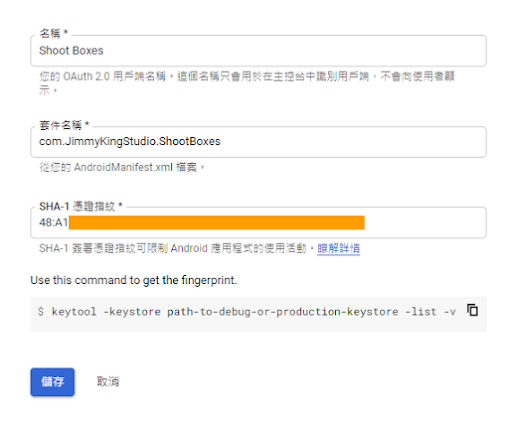 名稱 *
Shoot Boxes
您的 OAuth 2.0 用戶端名稱。這個名稱只會用於在主控台中識別用戶端，不會向使用者顯
示。
套件名稱 *
com.JimmyKingStudio.ShootBoxes
從您的 AndroidManifest.xml 檔案。
SHA-1 憑證指紋 *
48:A1
SHA-1 簽署憑證指紋可限制 Android 應用程式的使用活動。瞭解詳情
Use this command to get the fingerprint.
$ keytool -keystore path-to-debug-or-production-keystore -list -v
儲存 取消